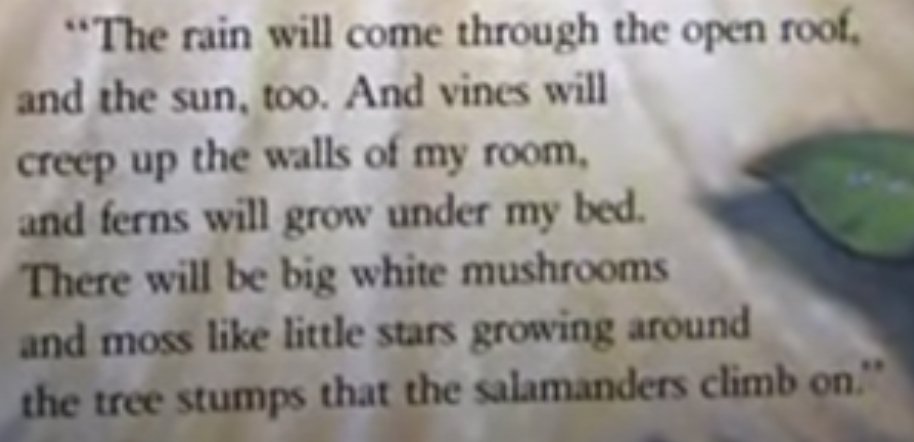 “The rain will come through the open roof,
and the sun, too. And vines will
creep up the walls of my room,
and ferns will grow under my bed.
There will be big white mushrooms
and moss like little stars growing around
the tree stumps that the salamanders climb on.”